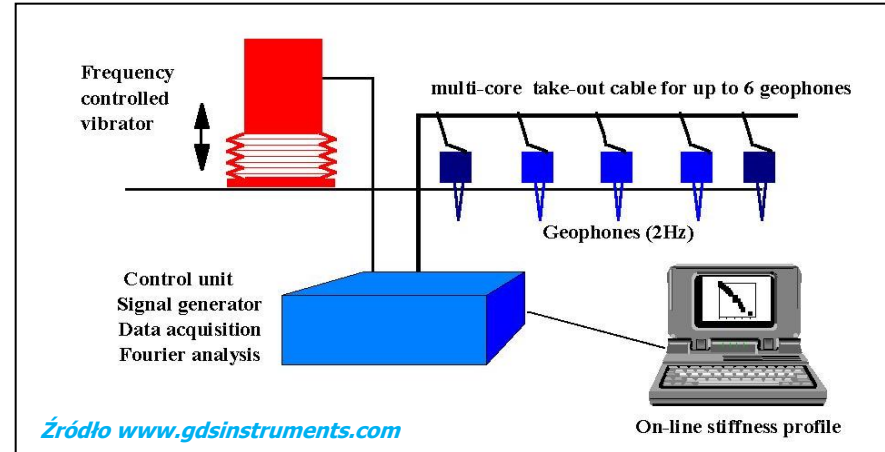 Frequency
controlled
vibrator
multi-core take-out cable for up to 6 geophones
Geophones (2Hz)
Control unit
Signal generator
Data acquisition
Fourier analysis
On-line stiffness profile
Źródło www.gdsinstruments.com